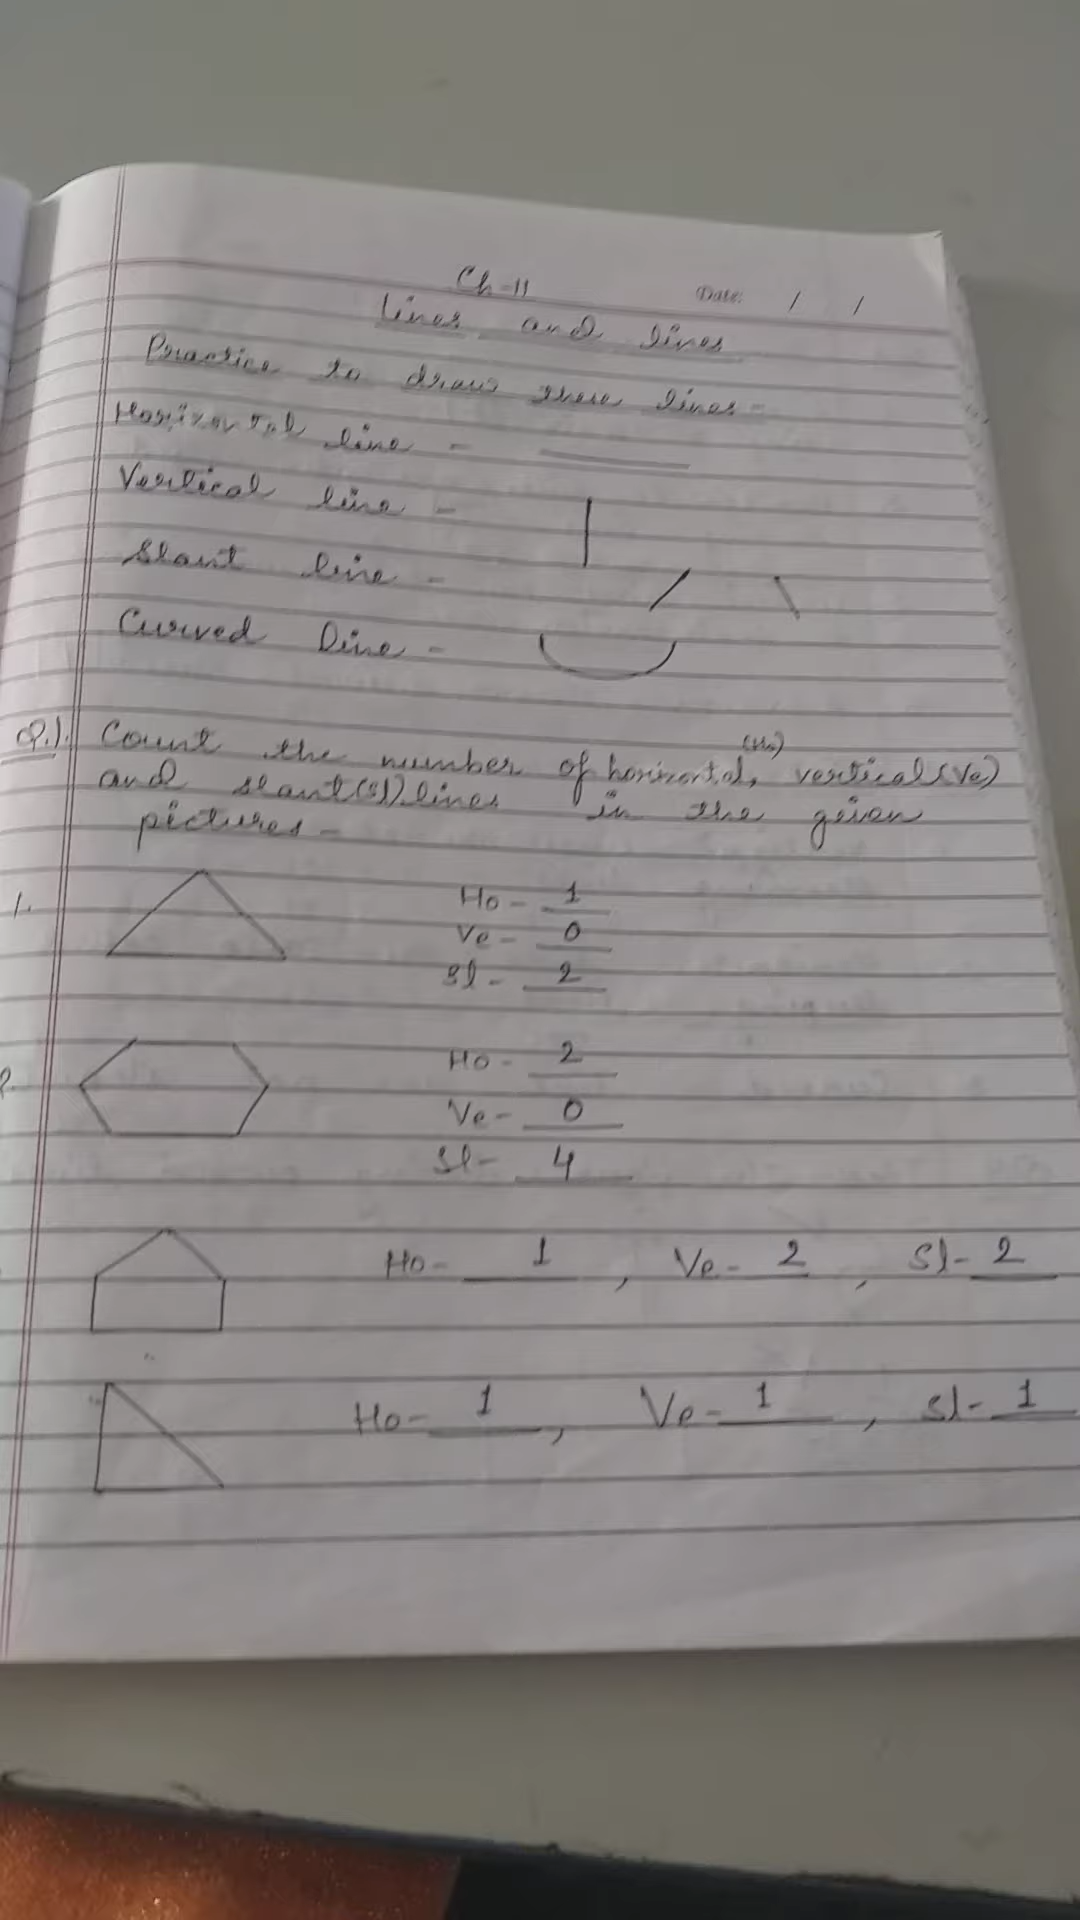 Ch-11
Date: / /
lines and lines
Practice to draw these lines-
Horizontal line -
Vertical line -
Slant line -
Curved line -
Q.1. Count the number of horizontal, (Ho) vertical (Ve)
and slant (Sl) lines in the given
pictures-
1.
Ho- 1
Ve- 0
Sl- 2
2.
Ho- 2
Ve- 0
Sl- 4
Ho- 1, Ve- 2, Sl- 2
Ho- 1, Ve- 1, Sl- 1